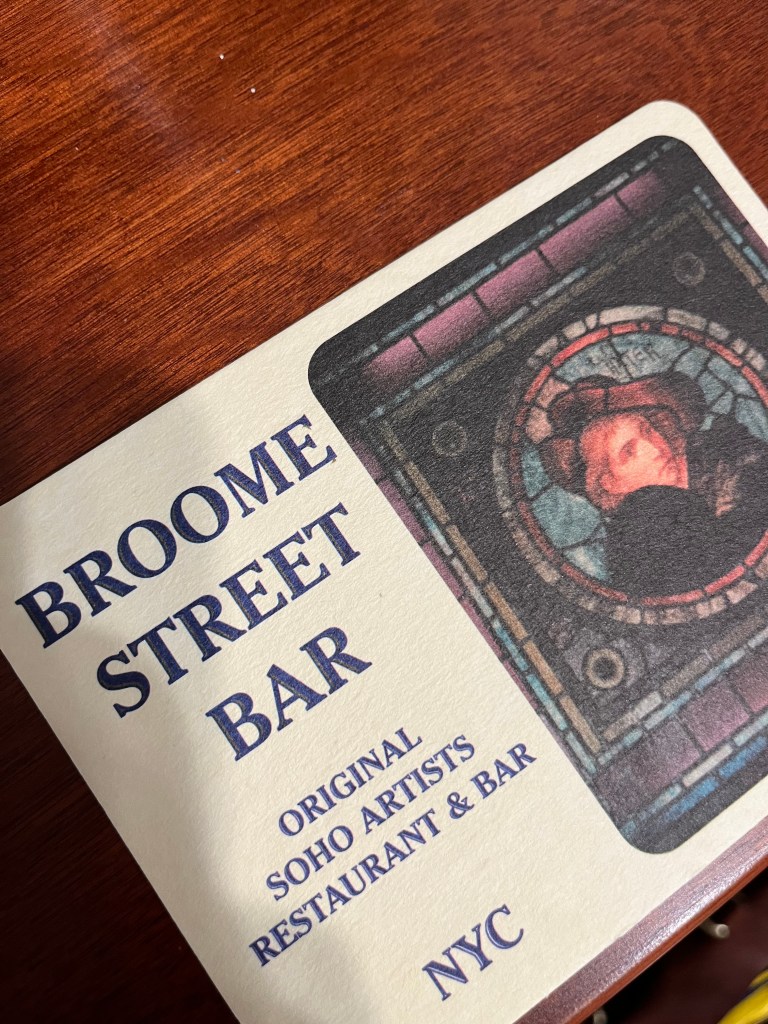 BROOME
STREET
BAR
ORIGINAL
SOHO ARTISTS
RESTAURANT & BAR
NYC